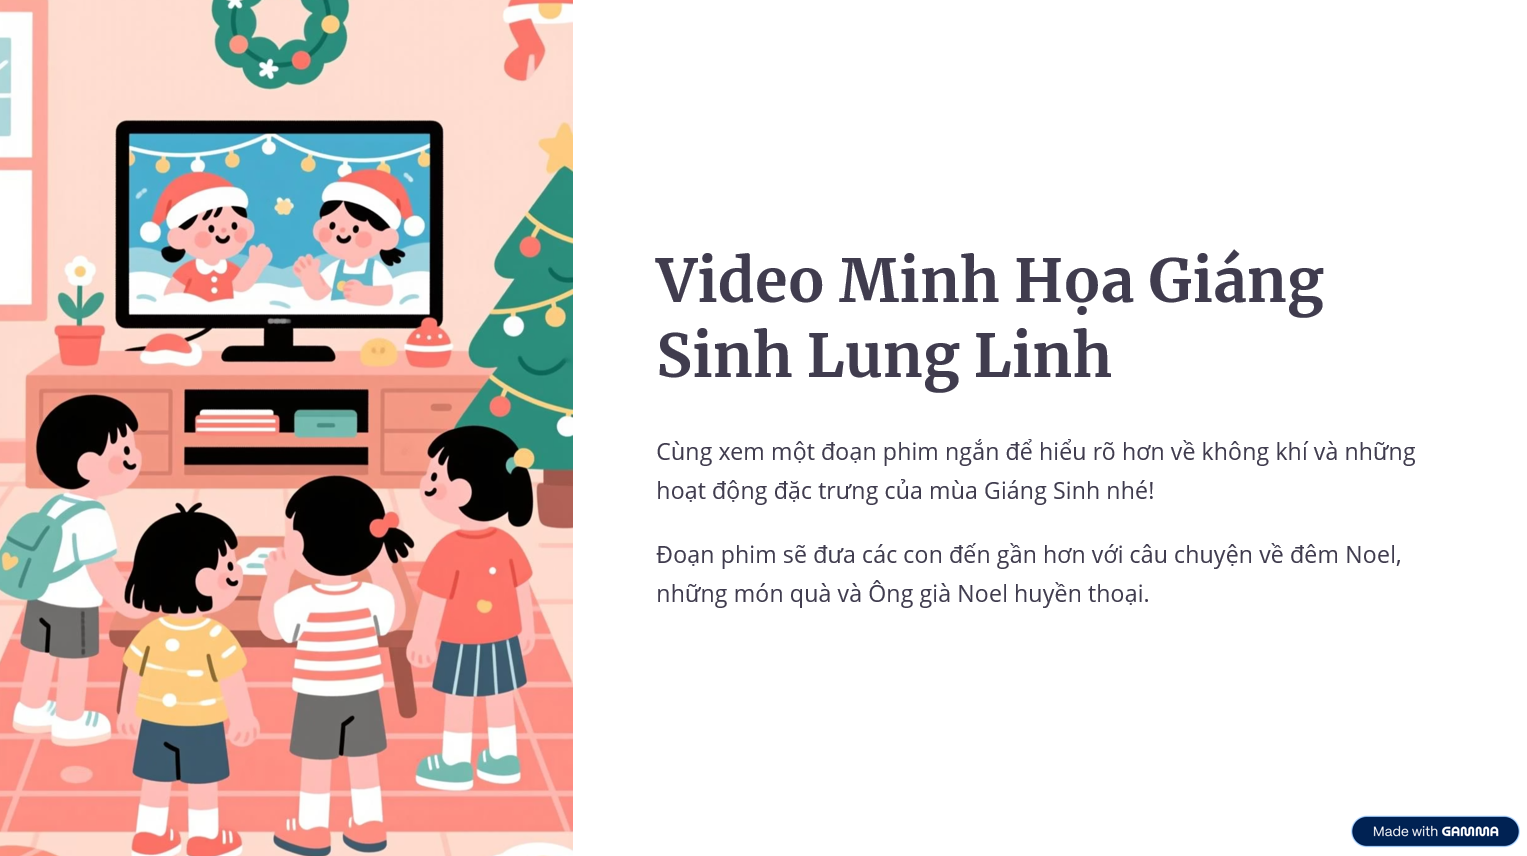 Video Minh Họa Giáng
Sinh Lung Linh
Cùng xem một đoạn phim ngắn để hiểu rõ hơn về không khí và những
hoạt động đặc trưng của mùa Giáng Sinh nhé!
Đoạn phim sẽ đưa các con đến gần hơn với câu chuyện về đêm Noel,
những món quà và Ông già Noel huyền thoại.
Made with GAMMA